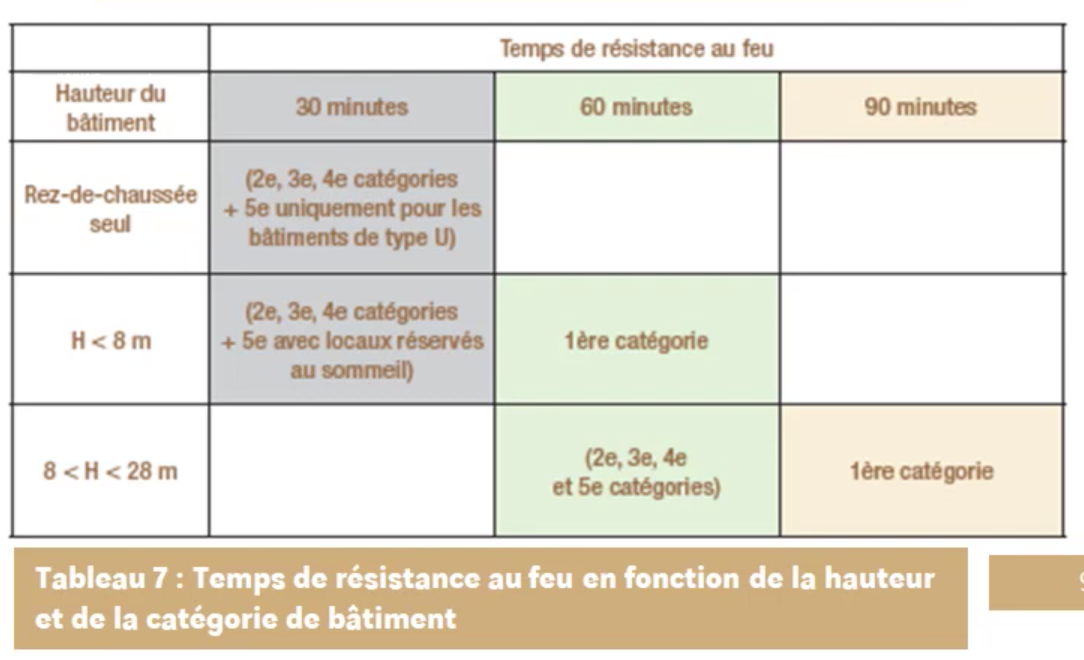 Temps de résistance au feu
Hauteur du
bâtiment
30 minutes
60 minutes
90 minutes
Rez-de-chaussée
seul
(2e, 3e, 4e catégories
+ 5e uniquement pour les
bâtiments de type U)
H < 8 m
(2e, 3e, 4e catégories
+ 5e avec locaux réservés
au sommeil)
1ère catégorie
8 < H < 28 m
(2e, 3e, 4e
et 5e catégories)
1ère catégorie
Tableau 7 : Temps de résistance au feu en fonction de la hauteur
et de la catégorie de bâtiment